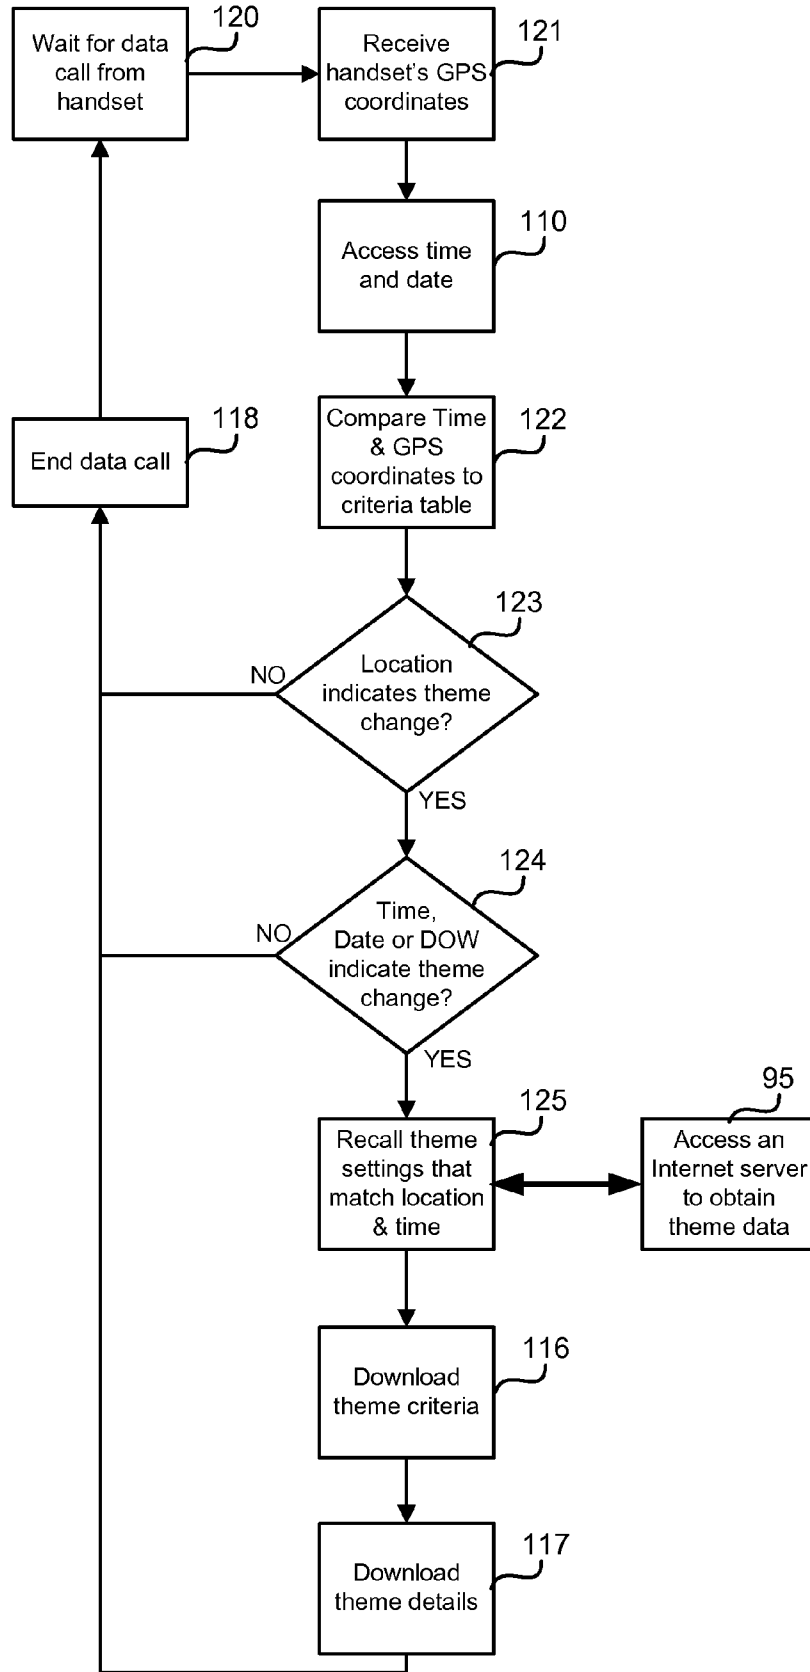 120
Wait for data
call from
handset
121
Receive
handset's GPS
coordinates
110
Access time
and date
118
End data call
122
Compare Time
& GPS
coordinates to
criteria table
123
Location
indicates theme
change?
NO
YES
124
Time,
Date or DOW
indicate theme
change?
NO
YES
125
Recall theme
settings that
match location
& time
95
Access an
Internet server
to obtain
theme data
116
Download
theme criteria
117
Download
theme details